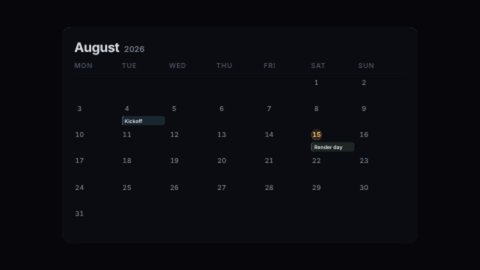 August 2026
MON TUE WED THU FRI SAT SUN
1 2
3 4 5 6 7 8 9
Kickoff
10 11 12 13 14 15 16
Render day
17 18 19 20 21 22 23
24 25 26 27 28 29 30
31